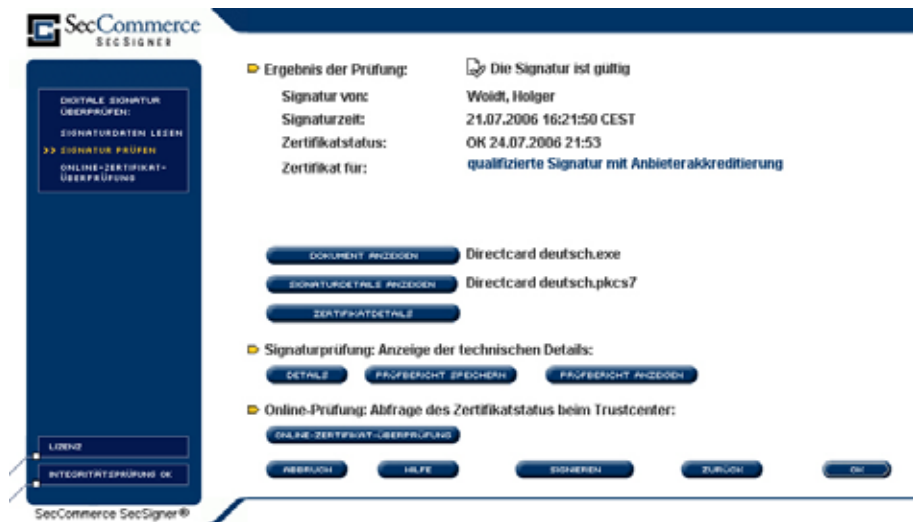 SecCommerce
SECSIGNER
DIGITALE SIGNATUR
ÜBERPRÜFEN:
SIGNATURDATEN LESEN
>> SIGNATUR PRÜFEN
ONLINE-ZERTIFIKAT-
ÜBERPRÜFUNG
Ergebnis der Prüfung: Die Signatur ist gültig
Signatur von: Woidt, Holger
Signaturzeit: 21.07.2006 16:21:50 CEST
Zertifikatstatus: OK 24.07.2006 21:53
Zertifikat für: qualifizierte Signatur mit Anbieterakkreditierung
DOKUMENT ANZEIGEN Directcard deutsch.exe
SIGNATURDETAILS ANZEIGEN Directcard deutsch.pkcs7
ZERTIFIKATDETAILS
Signaturprüfung: Anzeige der technischen Details:
DETAILS PRÜFBERICHT SPEICHERN PRÜFBERICHT ANZEIGEN
Online-Prüfung: Abfrage des Zertifikatstatus beim Trustcenter:
ONLINE-ZERTIFIKAT-ÜBERPRÜFUNG
LIZENZ
INTEGRITÄTSPRÜFUNG OK
ABBRUCH HILFE SIGNIEREN ZURÜCK OK
SecCommerce SecSigner®